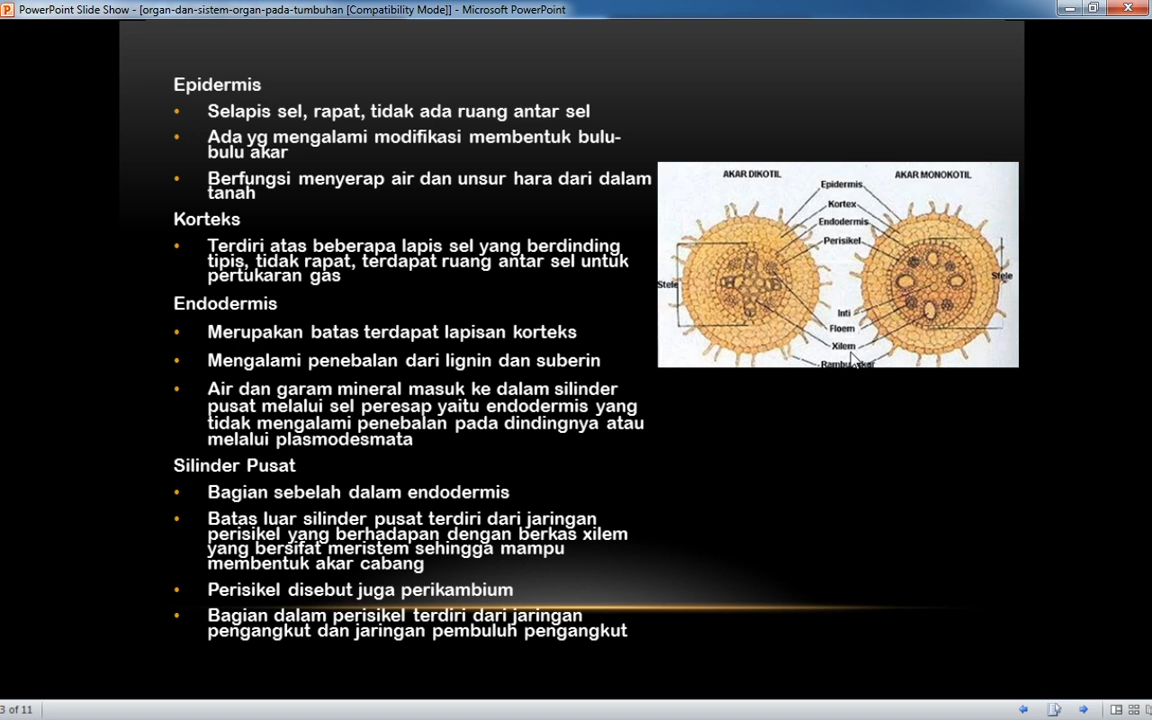 PowerPoint Slide Show - [organ-dan-sistem-organ-pada-tumbuhan [Compatibility Mode]] - Microsoft PowerPoint
Epidermis
• Selapis sel, rapat, tidak ada ruang antar sel
• Ada yg mengalami modifikasi membentuk bulu-
bulu akar
• Berfungsi menyerap air dan unsur hara dari dalam
tanah
Korteks
• Terdiri atas beberapa lapis sel yang berdinding
tipis, tidak rapat, terdapat ruang antar sel untuk
pertukaran gas
Endodermis
• Merupakan batas terdapat lapisan korteks
• Mengalami penebalan dari lignin dan suberin
• Air dan garam mineral masuk ke dalam silinder
pusat melalui sel peresap yaitu endodermis yang
tidak mengalami penebalan pada dindingnya atau
melalui plasmodesmata
Silinder Pusat
• Bagian sebelah dalam endodermis
• Batas luar silinder pusat terdiri dari jaringan
perisikel yang berhadapan dengan berkas xilem
yang bersifat meristem sehingga mampu
membentuk akar cabang
• Perisikel disebut juga perikambium
• Bagian dalam perisikel terdiri dari jaringan
pengangkut dan jaringan pembuluh pengangkut
AKAR DIKOTIL
AKAR MONOKOTIL
Epidermis
Kortex
Endodermis
Perisikel
Stele
Stele
Inti
Floem
Xilem
akar
3 of 11